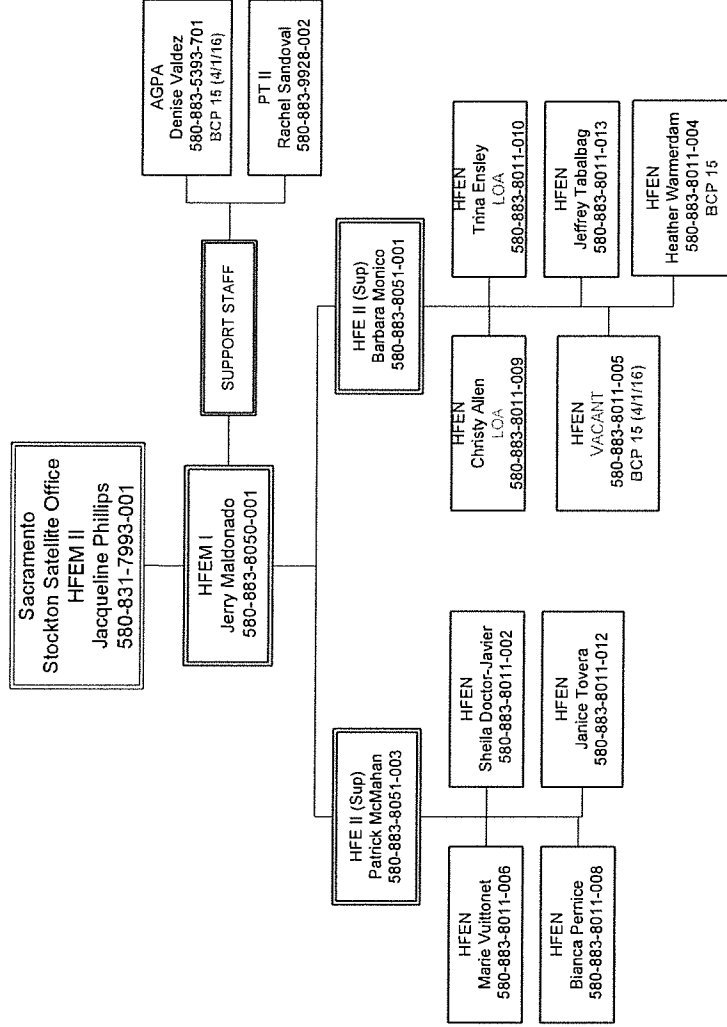 Sacramento
Stockton Satellite Office
HFEM II
Jacqueline Phillips
580-831-7993-001
HFEM I
Jerry Maldonado
580-883-8050-001
SUPPORT STAFF
AGPA
Denise Valdez
580-883-5393-701
BCP 15 (4/1/16)
PT II
Rachel Sandoval
580-883-9928-002
HFE II (Sup)
Patrick McMahan
580-883-8051-003
HFE II (Sup)
Barbara Monico
580-883-8051-001
HFEN
Marie Vuittonet
580-883-8011-006
HFEN
Sheila Doctor-Javier
580-883-8011-002
HFEN
Bianca Pernice
580-883-8011-008
HFEN
Janice Tovera
580-883-8011-012
HFEN
Christy Allen
LOA
580-883-8011-009
HFEN
Trina Ensley
LOA
580-883-8011-010
HFEN
VACANT
580-883-8011-005
BCP 15 (4/1/16)
HFEN
Jeffrey Tabalbag
580-883-8011-013
HFEN
Heather Warmerdam
580-883-8011-004
BCP 15